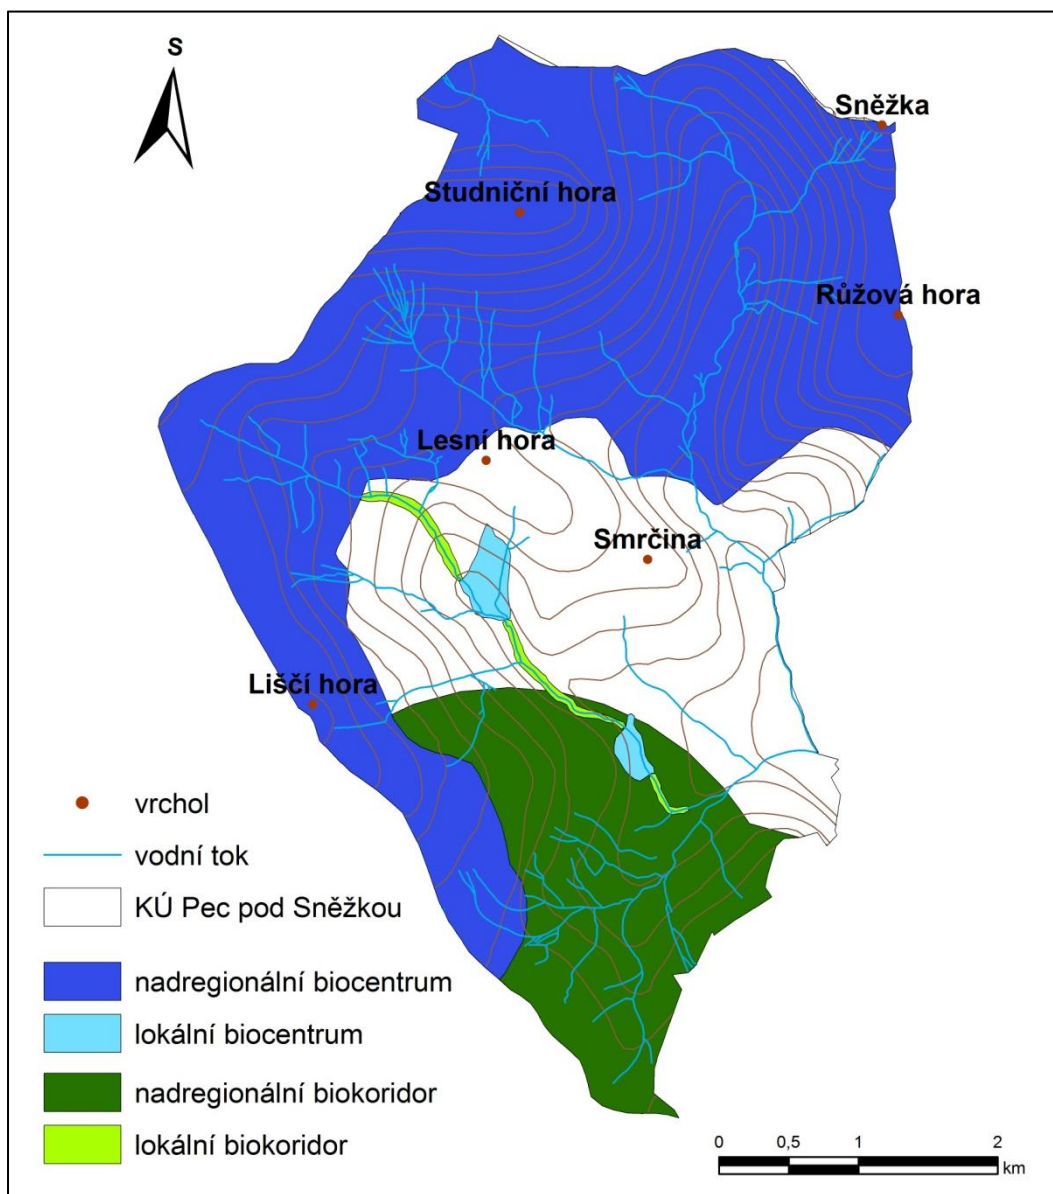 S
Sněžka
Studniční hora
Růžová hora
Lesní hora
Smrčina
Liščí hora
vrchol
vodní tok
KÚ Pec pod Sněžkou
nadregionální biocentrum
lokální biocentrum
nadregionální biokoridor
lokální biokoridor
0 0,5 1 2
km